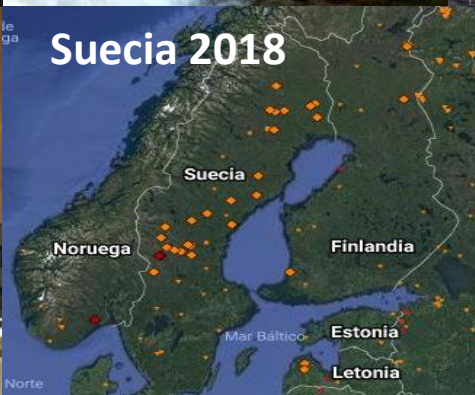 Suecia 2018
Suecia
Noruega
Finlandia
Mar Báltico
Estonia
Letonia
Norte